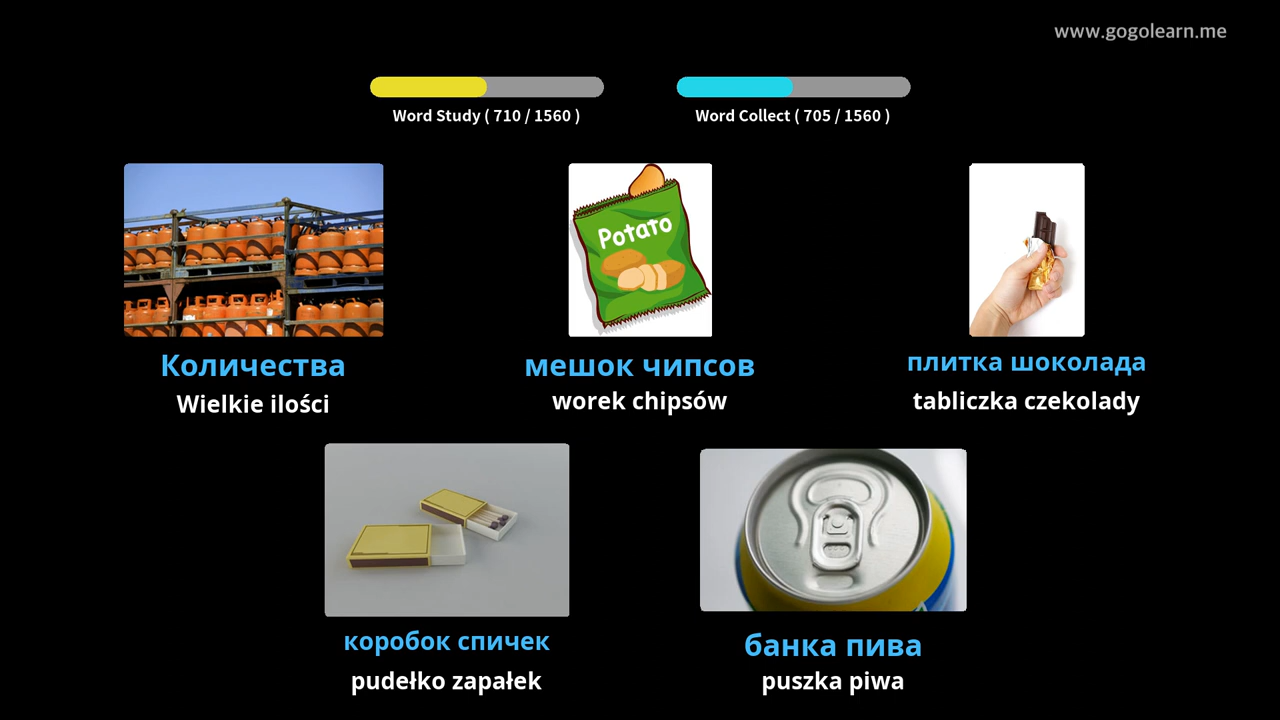 www.gogolearn.me
Word Study ( 710 / 1560 )
Word Collect ( 705 / 1560 )
Potato
Количества
Wielkie ilości
мешок чипсов
worek chipsów
плитка шоколада
tabliczka czekolady
коробок спичек
pudełko zapałek
банка пива
puszka piwa